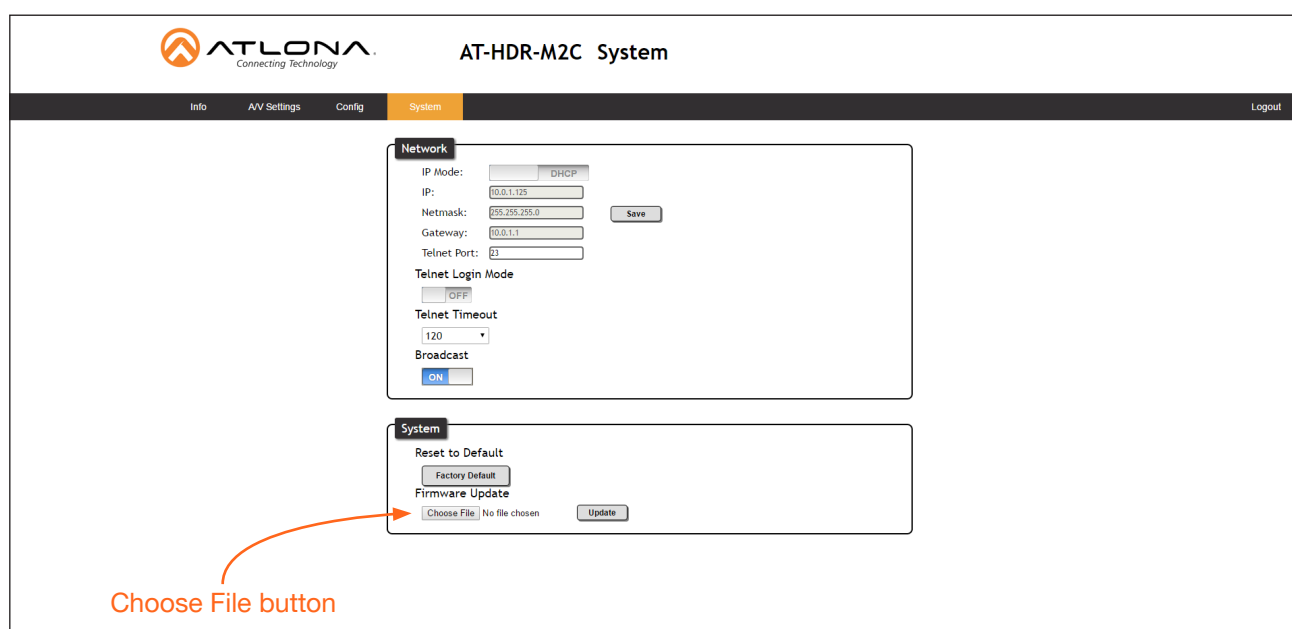 ATLONA.
Connecting Technology
AT-HDR-M2C System
Info A/V Settings Config System Logout
Network
IP Mode: DHCP
IP: 10.0.1.125
Netmask: 255.255.255.0 Save
Gateway: 10.0.1.1
Telnet Port: 23
Telnet Login Mode
OFF
Telnet Timeout
120
Broadcast
ON
System
Reset to Default
Factory Default
Firmware Update
Choose File No file chosen Update
Choose File button